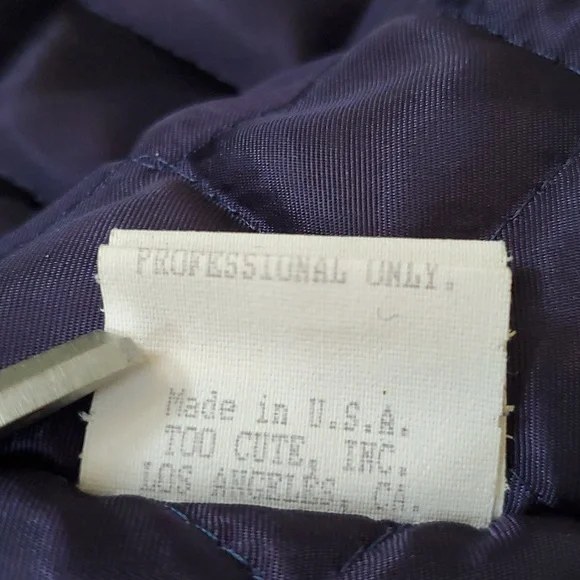 PROFESSIONAL ONLY.
Made in U.S.A.
TOO CUTE, INC.
LOS ANGELES, CA.